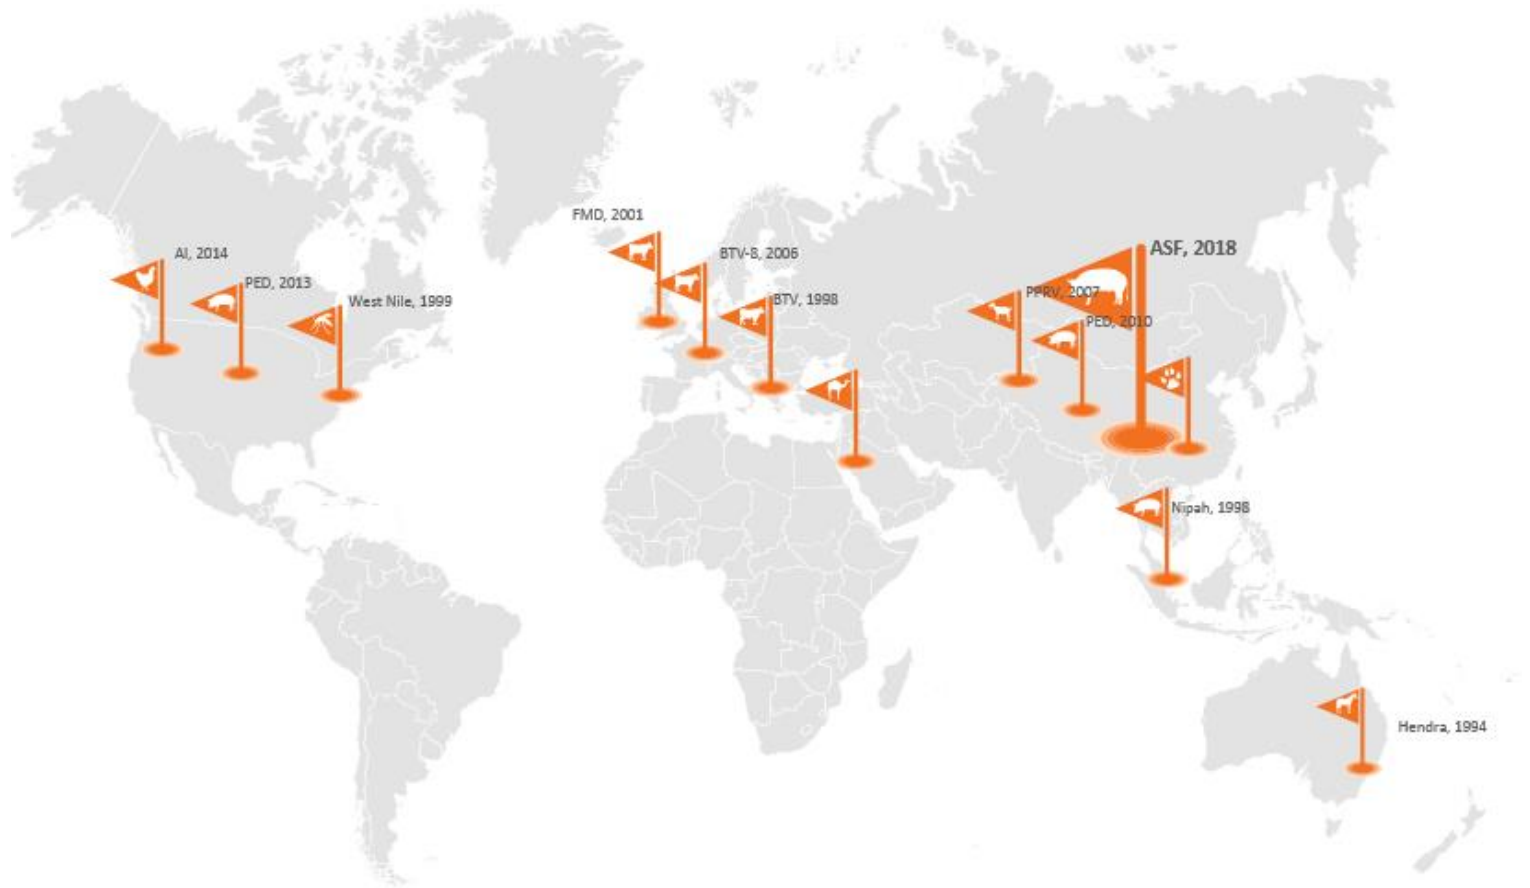 FMD, 2001
AI, 2014
BTV-8, 2006
ASF, 2018
PED, 2013
West Nile, 1999
BTV, 1998
PPRV, 2007
PED, 2010
Nipah, 1998
Hendra, 1994